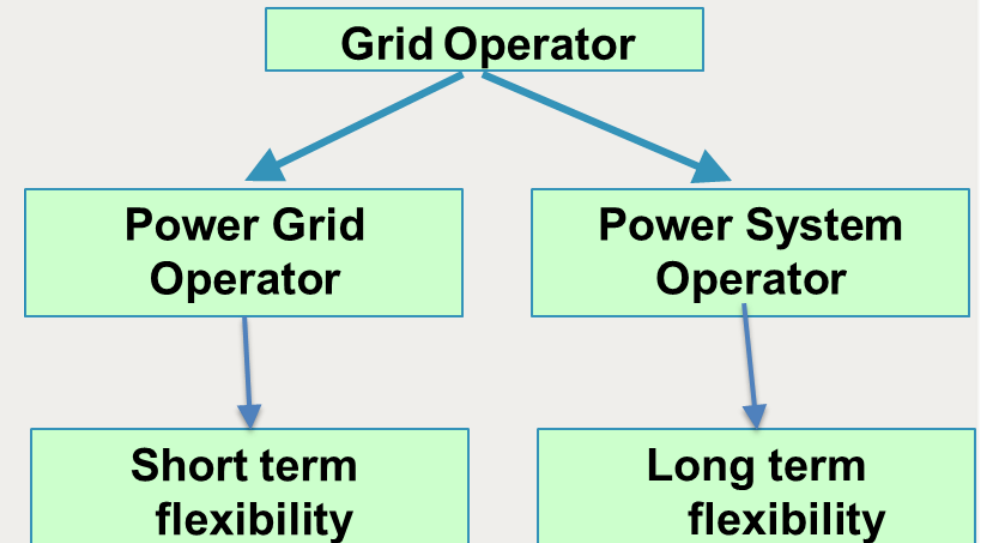 Grid Operator
Power Grid
Operator
Power System
Operator
Short term
flexibility
Long term
flexibility